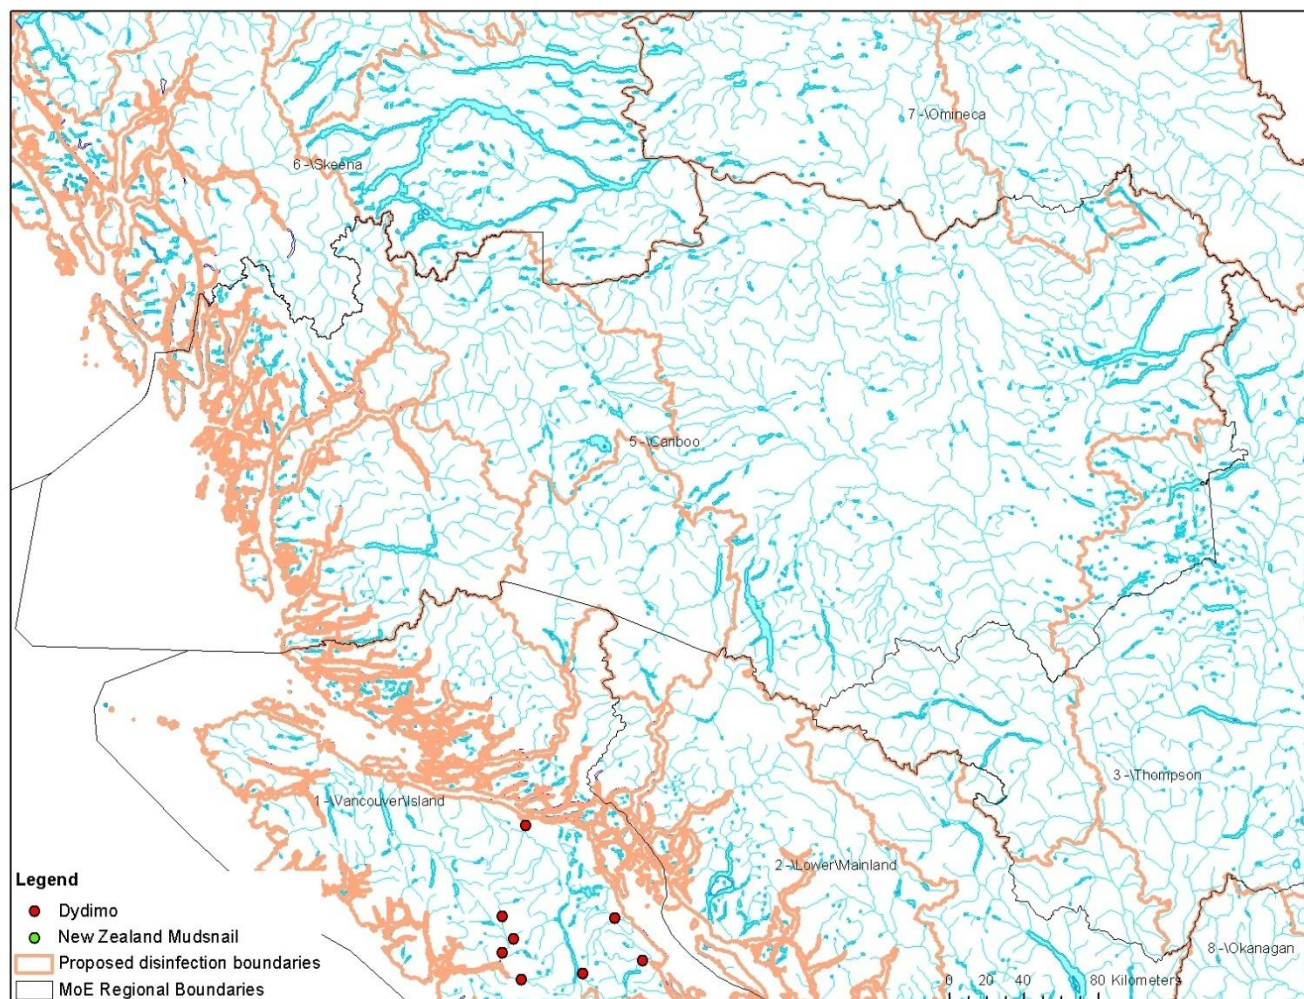 7 -\Omineca
6 -\Skeena
5 -\Cariboo
3 -\Thompson
1 -\Vancouver\Island
2 -\Lower\Mainland
Legend
Dydimo
New Zealand Mudsnail
Proposed disinfection boundaries
MoE Regional Boundaries
8 -\Okanagan
0 20 40 80 Kilometers